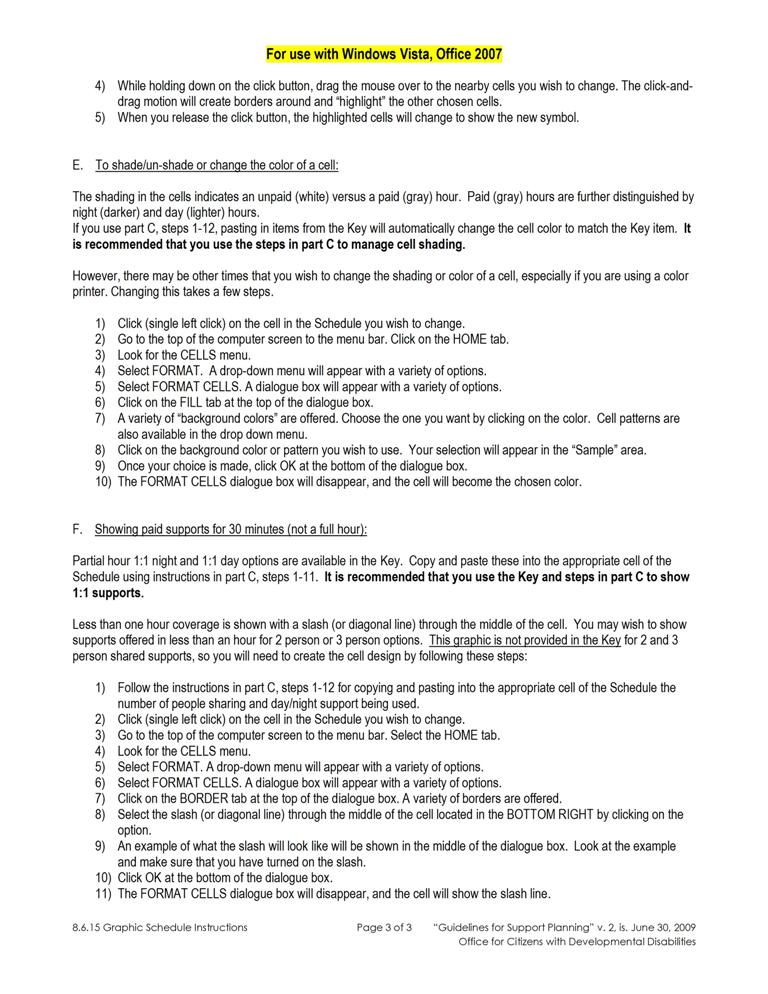 For use with Windows Vista, Office 2007
4) While holding down on the click button, drag the mouse over to the nearby cells you wish to change. The click-and-
drag motion will create borders around and “highlight” the other chosen cells.
5) When you release the click button, the highlighted cells will change to show the new symbol.
E. To shade/un-shade or change the color of a cell:
The shading in the cells indicates an unpaid (white) versus a paid (gray) hour. Paid (gray) hours are further distinguished by
night (darker) and day (lighter) hours.
If you use part C, steps 1-12, pasting in items from the Key will automatically change the cell color to match the Key item. It
is recommended that you use the steps in part C to manage cell shading.
However, there may be other times that you wish to change the shading or color of a cell, especially if you are using a color
printer. Changing this takes a few steps.
1) Click (single left click) on the cell in the Schedule you wish to change.
2) Go to the top of the computer screen to the menu bar. Click on the HOME tab.
3) Look for the CELLS menu.
4) Select FORMAT. A drop-down menu will appear with a variety of options.
5) Select FORMAT CELLS. A dialogue box will appear with a variety of options.
6) Click on the FILL tab at the top of the dialogue box.
7) A variety of “background colors” are offered. Choose the one you want by clicking on the color. Cell patterns are
also available in the drop down menu.
8) Click on the background color or pattern you wish to use. Your selection will appear in the “Sample” area.
9) Once your choice is made, click OK at the bottom of the dialogue box.
10) The FORMAT CELLS dialogue box will disappear, and the cell will become the chosen color.
F. Showing paid supports for 30 minutes (not a full hour):
Partial hour 1:1 night and 1:1 day options are available in the Key. Copy and paste these into the appropriate cell of the
Schedule using instructions in part C, steps 1-11. It is recommended that you use the Key and steps in part C to show
1:1 supports.
Less than one hour coverage is shown with a slash (or diagonal line) through the middle of the cell. You may wish to show
supports offered in less than an hour for 2 person or 3 person options. This graphic is not provided in the Key for 2 and 3
person shared supports, so you will need to create the cell design by following these steps:
1) Follow the instructions in part C, steps 1-12 for copying and pasting into the appropriate cell of the Schedule the
number of people sharing and day/night support being used.
2) Click (single left click) on the cell in the Schedule you wish to change.
3) Go to the top of the computer screen to the menu bar. Select the HOME tab.
4) Look for the CELLS menu.
5) Select FORMAT. A drop-down menu will appear with a variety of options.
6) Select FORMAT CELLS. A dialogue box will appear with a variety of options.
7) Click on the BORDER tab at the top of the dialogue box. A variety of borders are offered.
8) Select the slash (or diagonal line) through the middle of the cell located in the BOTTOM RIGHT by clicking on the
option.
9) An example of what the slash will look like will be shown in the middle of the dialogue box. Look at the example
and make sure that you have turned on the slash.
10) Click OK at the bottom of the dialogue box.
11) The FORMAT CELLS dialogue box will disappear, and the cell will show the slash line.
8.6.15 Graphic Schedule Instructions Page 3 of 3 “Guidelines for Support Planning” v. 2, is. June 30, 2009
Office for Citizens with Developmental Disabilities